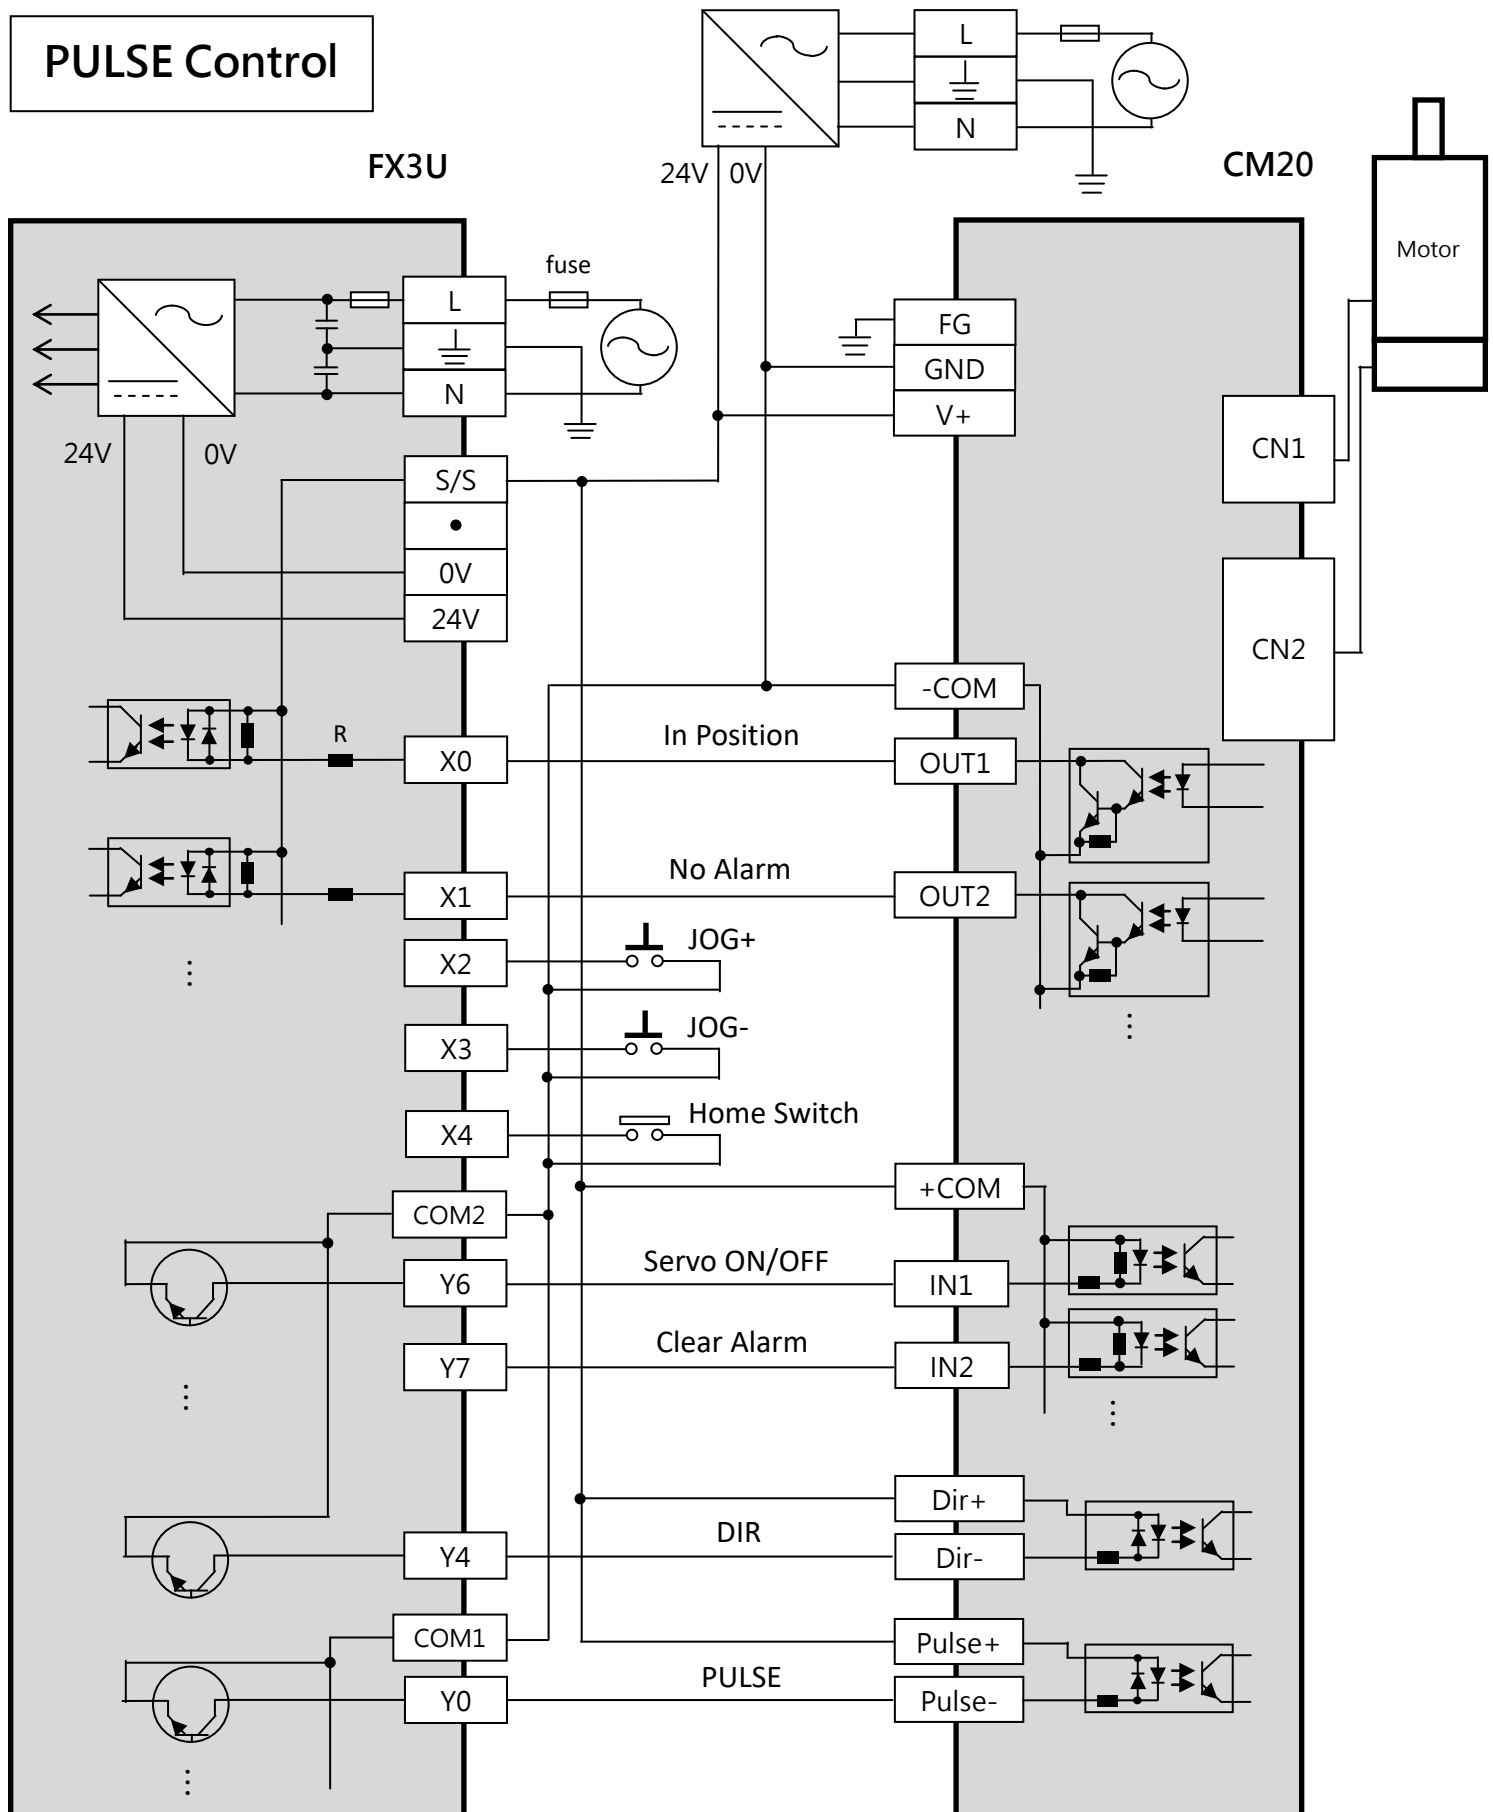 PULSE Control
L
N
24V 0V
FX3U
CM20
Motor
fuse
L
N
24V 0V
FG
GND
V+
S/S
•
0V
24V
CN1
CN2
-COM
R
X0
In Position
OUT1
X1
No Alarm
OUT2
X2
JOG+
X3
JOG-
X4
Home Switch
+COM
COM2
Y6
Servo ON/OFF
IN1
Y7
Clear Alarm
IN2
Dir+
Y4
DIR
Dir-
COM1
Pulse+
Y0
PULSE
Pulse-